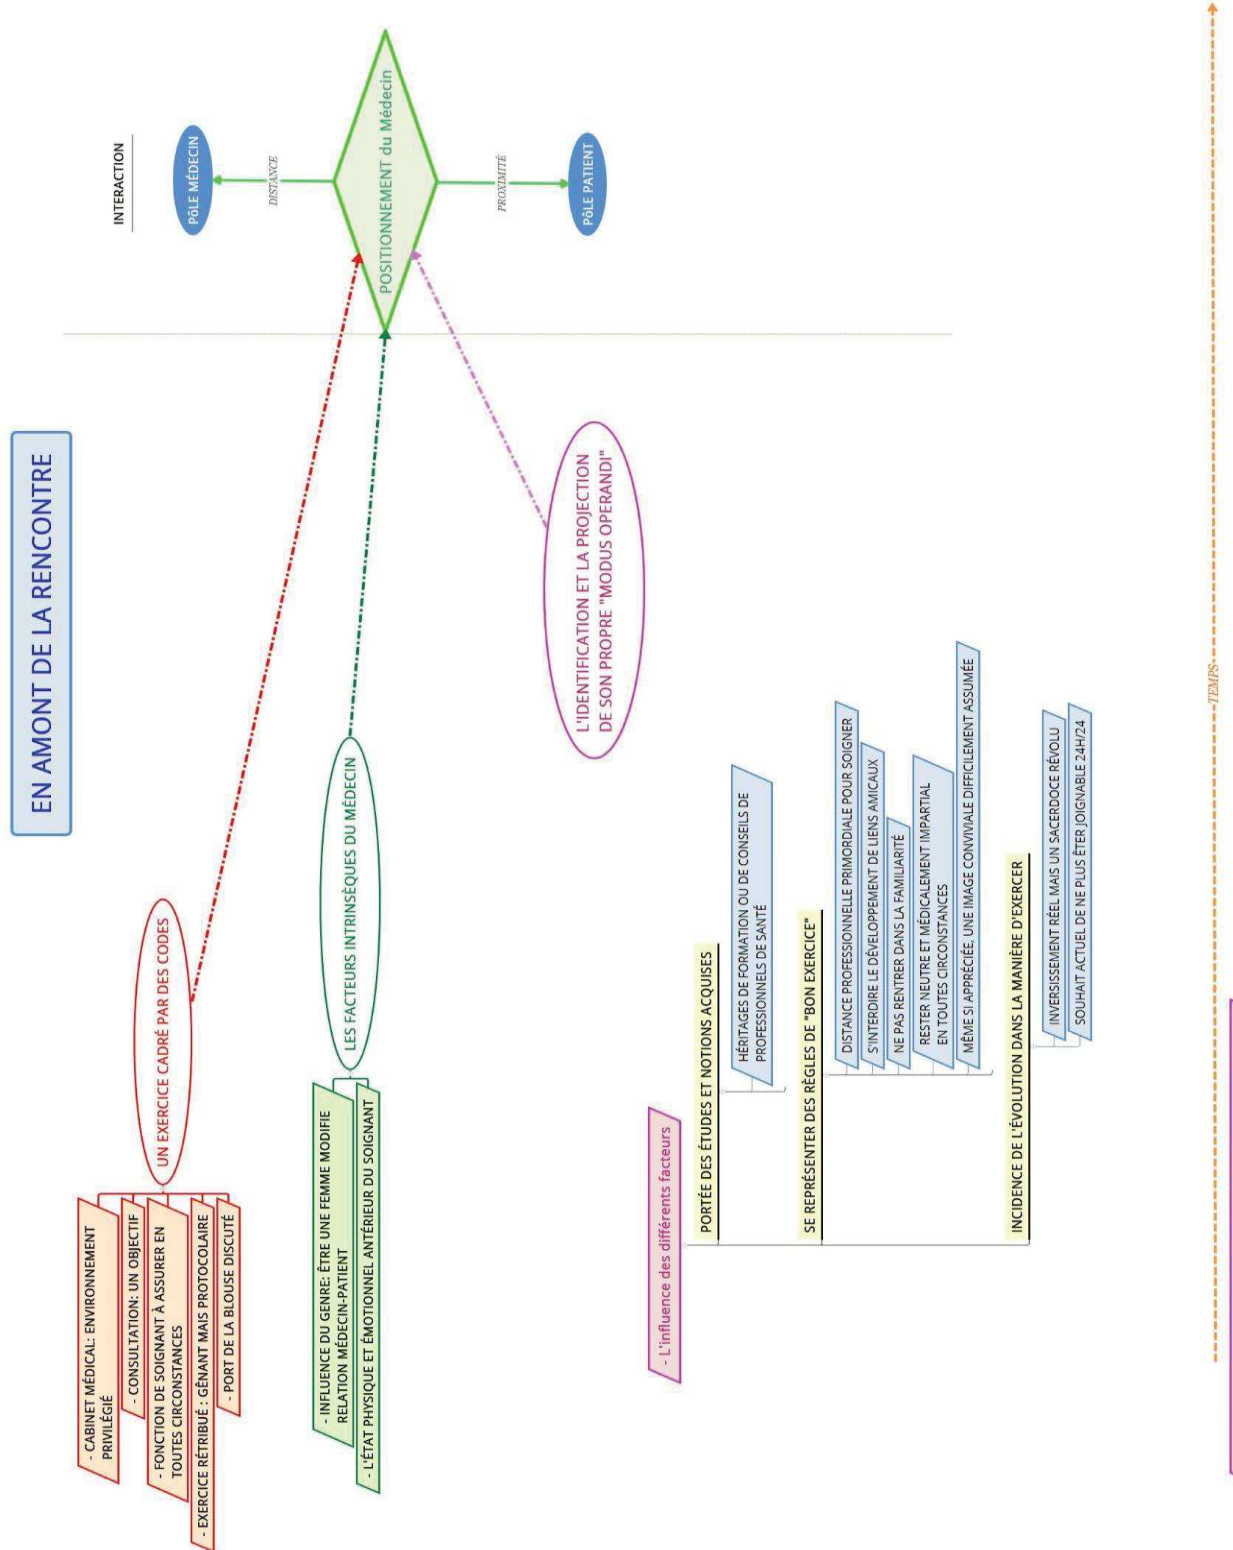 EN AMONT DE LA RENCONTRE
INTERACTION
PôLE MÉDECIN
DISTANCE
POSITIONNEMENT du Médecin
PROXIMITÉ
PôLE PATIENT
UN EXERCICE CADRÉ PAR DES CODES
- CABINET MÉDICAL: ENVIRONNEMENT
PRIVILÉGIÉ
- CONSULTATION: UN OBJECTIF
- FONCTION DE SOIGNANT À ASSURER EN
TOUTES CIRCONSTANCES
- EXERCICE RÉTRIBUÉ : GÊNANT MAIS PROTOCOLAIRE
- PORT DE LA BLOUSE DISCUTÉ
LES FACTEURS INTRINSÈQUES DU MÉDECIN
- INFLUENCE DU GENRE: ÊTRE UNE FEMME MODIFIE
RELATION MÉDECIN-PATIENT
- L'ÉTAT PHYSIQUE ET ÉMOTIONNEL ANTÉRIEUR DU SOIGNANT
L'IDENTIFICATION ET LA PROJECTION
DE SON PROPRE "MODUS OPERANDI"
- L'influence des différents facteurs
PORTÉE DES ÉTUDES ET NOTIONS ACQUISES
HÉRITAGES DE FORMATION OU DE CONSEILS DE
PROFESSIONNELS DE SANTÉ
SE REPRÉSENTER DES RÈGLES DE "BON EXERCICE"
DISTANCE PROFESSIONNELLE PRIMORDIALE POUR SOIGNER
S'INTERDIRE LE DÉVELOPPEMENT DE LIENS AMICAUX
NE PAS RENTRER DANS LA FAMILIARITÉ
RESTER NEUTRE ET MÉDICALEMENT IMPARTIAL
EN TOUTES CIRCONSTANCES
MÊME SI APPRÉCIÉE, UNE IMAGE CONVIVIALE DIFFICILEMENT ASSUMÉE
INCIDENCE DE L'ÉVOLUTION DANS LA MANIÈRE D'EXERCER
INVERSISSEMENT RÉEL MAIS UN SACERDOCE RÉVOLU
SOUHAIT ACTUEL DE NE PLUS ÊTER JOIGNABLE 24H/24
TEMPS